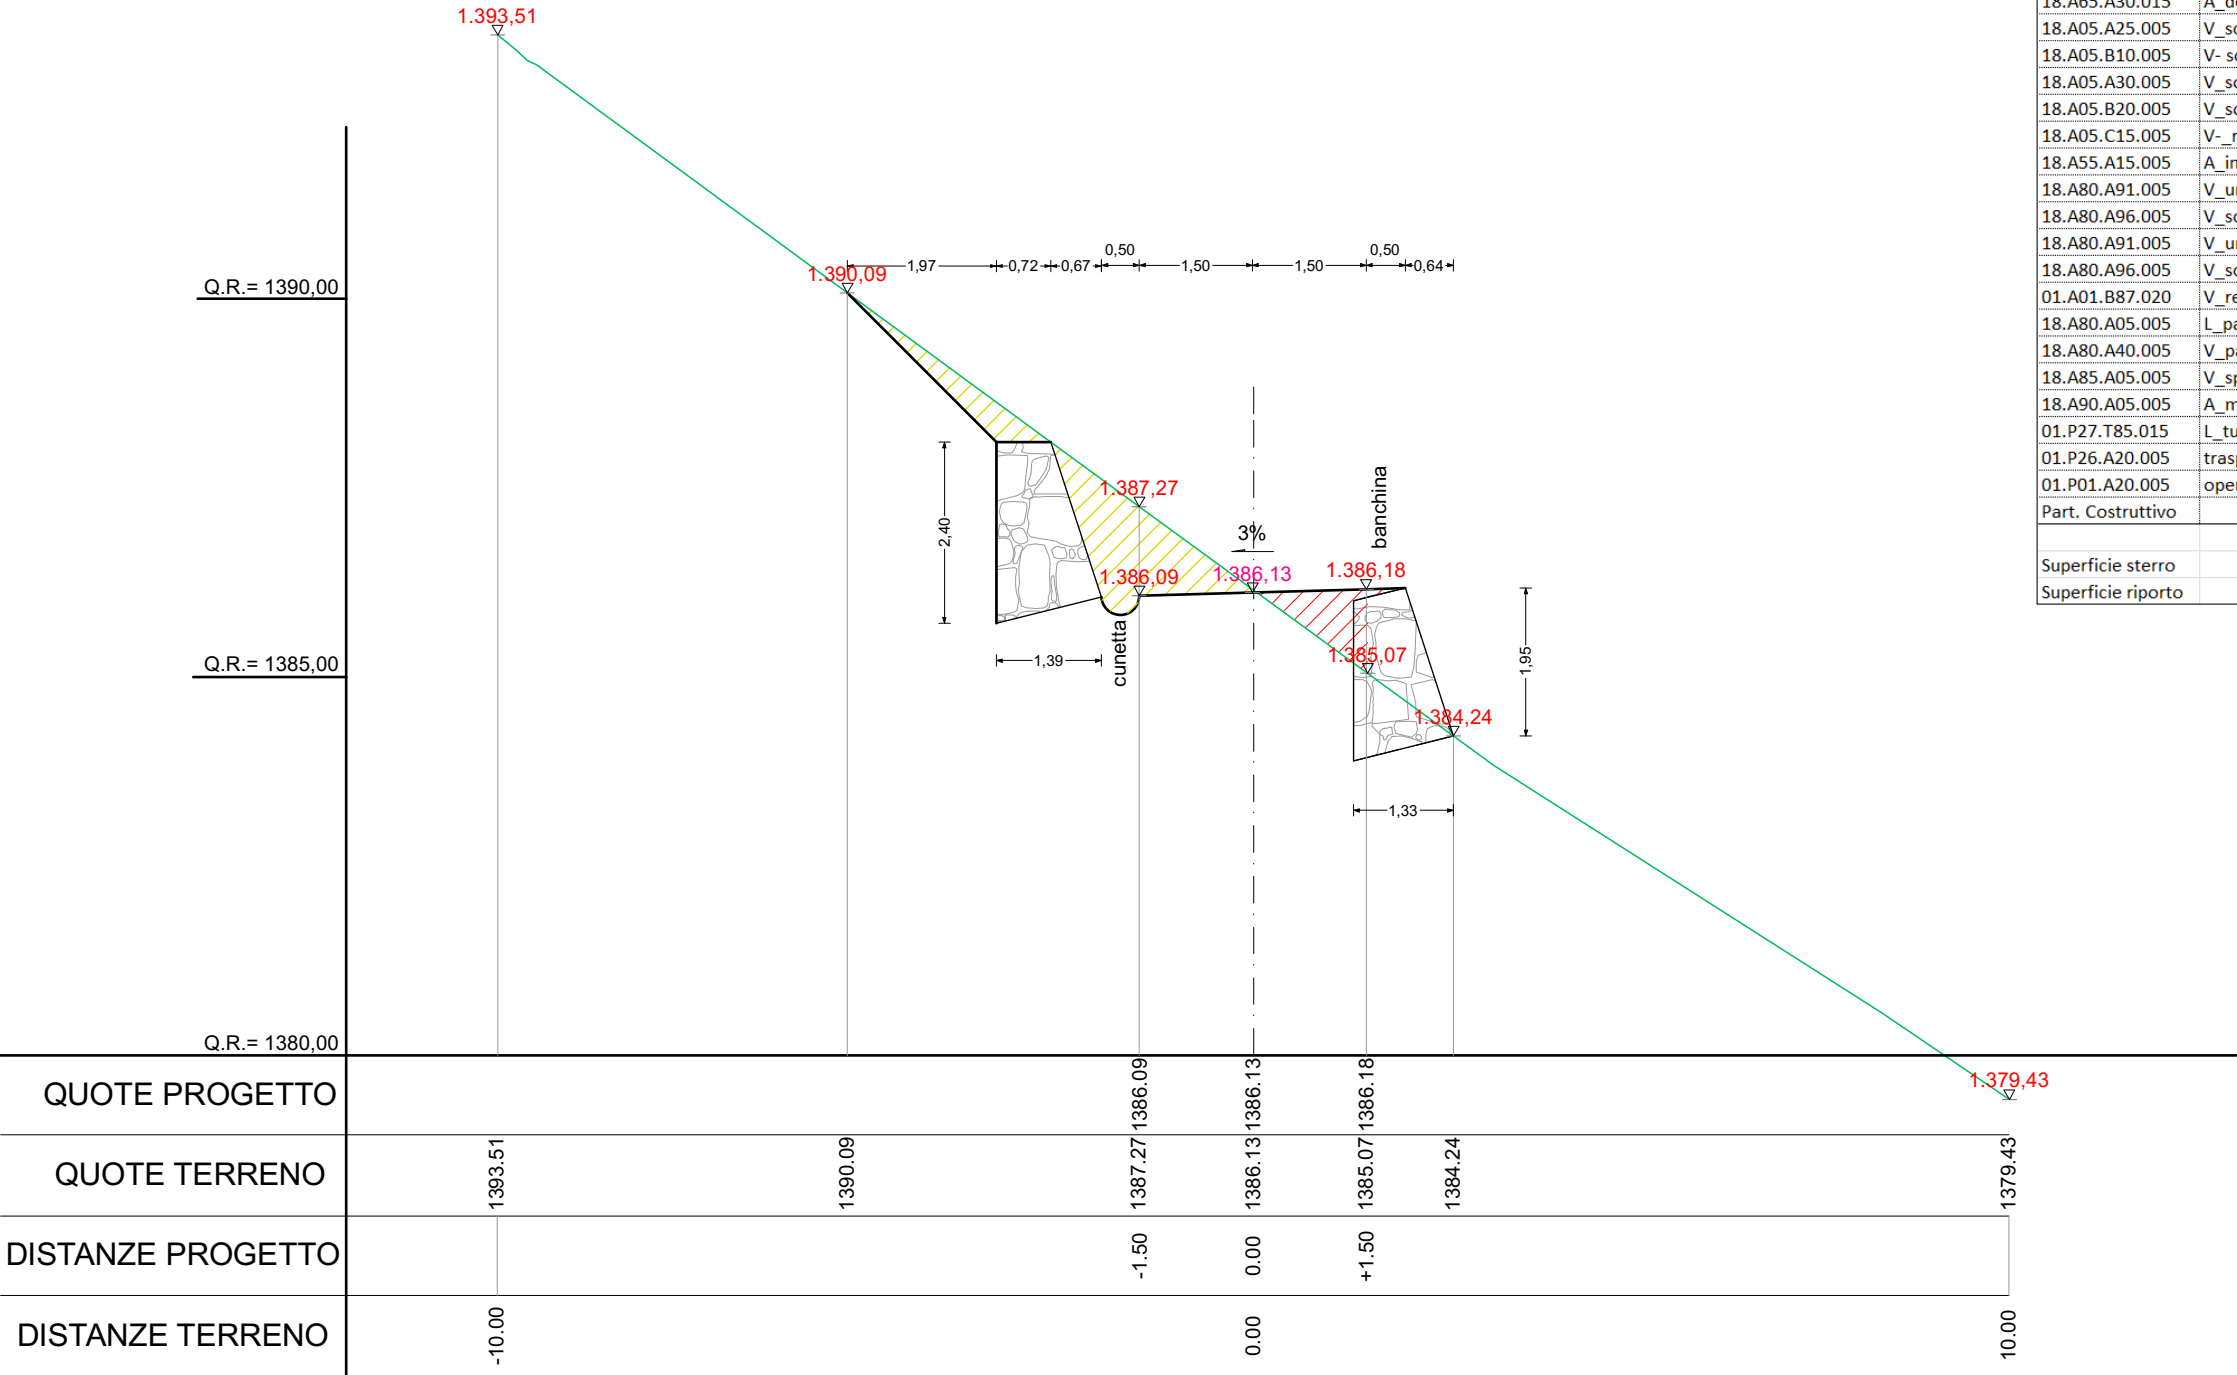 1.393,51
Q.R.= 1390,00
1.390,09
1,97
0,72
0,67
0,50
1,50
1,50
0,50
0,64
2,40
1.387,27
3%
banchina
1.386,09
1.386,13
1.386,18
cunetta
1,39
Q.R.= 1385,00
1.385,07
1,95
1.384,24
1,33
Q.R.= 1380,00
1.379,43
QUOTE PROGETTO 1386.09 1386.13 1386.18
QUOTE TERRENO 1393.51 1390.09 1387.27 1386.13 1385.07 1384.24 1379.43
DISTANZE PROGETTO -1.50 0.00 +1.50
DISTANZE TERRENO -10.00 0.00 10.00
18.A65.A30.015
18.A05.A25.005
18.A05.B10.005 V-
18.A05.A30.005
18.A05.B20.005
18.A05.C15.005
18.A55.A15.005
18.A80.A91.005
18.A80.A96.005
18.A80.A91.005
18.A80.A96.005
01.A01.B87.020
18.A80.A05.005
18.A80.A40.005
18.A85.A05.005
18.A90.A05.005
01.P27.T85.015
01.P26.A20.005
01.P01.A20.005
Part. Costruttivo
Superficie sterro
Superficie riporto